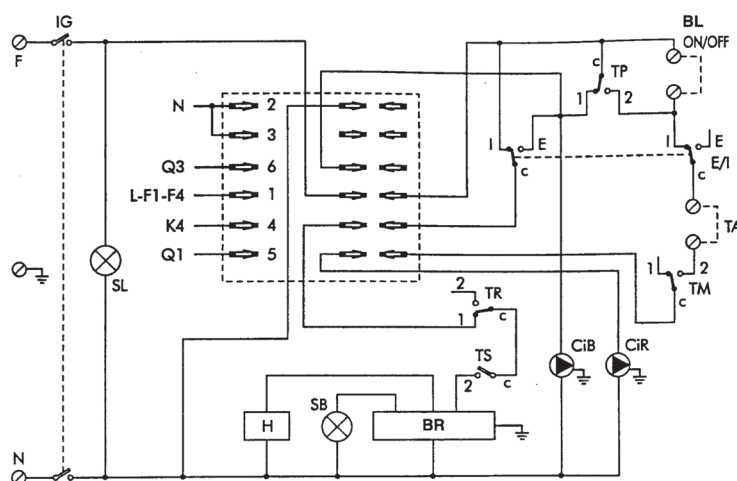 IG
BL
ON/OFF
F
c
TP
1
2
N
2
3
I
E
I
E
c
c
E/I
Q3
6
L-F1-F4
1
K4
4
Q1
5
TA
SL
2
TR
1
c
1
2
TM
c
TS
2
c
CiB
CiR
SB
H
BR
N